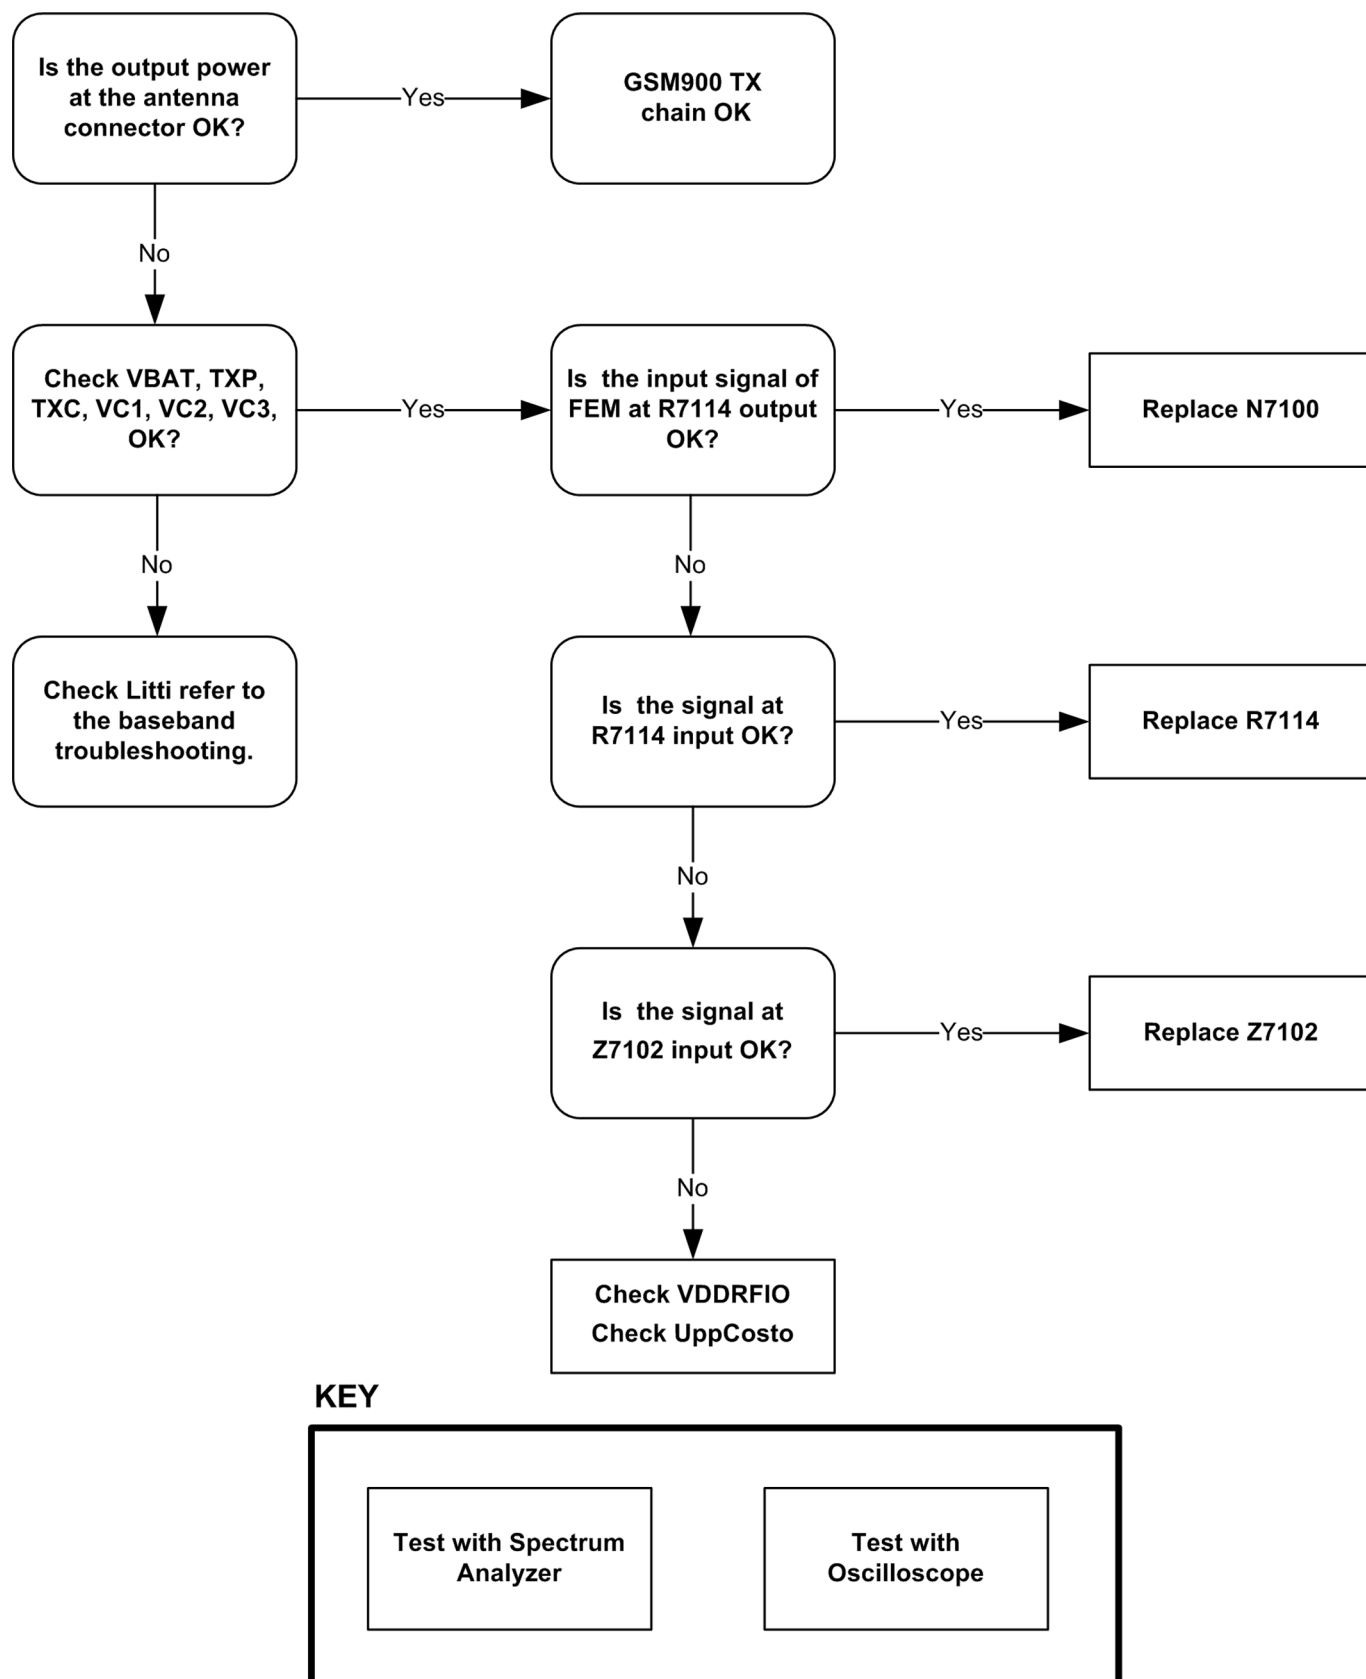 Is the output power
at the antenna
connector OK?
Yes
GSM900 TX
chain OK
No
Check VBAT, TXP,
TXC, VC1, VC2, VC3,
OK?
Yes
Is the input signal of
FEM at R7114 output
OK?
Yes
Replace N7100
No
No
Check Litti refer to
the baseband
troubleshooting.
Is the signal at
R7114 input OK?
Yes
Replace R7114
No
Is the signal at
Z7102 input OK?
Yes
Replace Z7102
No
Check VDDRFIO
Check UppCosto
KEY
Test with Spectrum
Analyzer
Test with
Oscilloscope